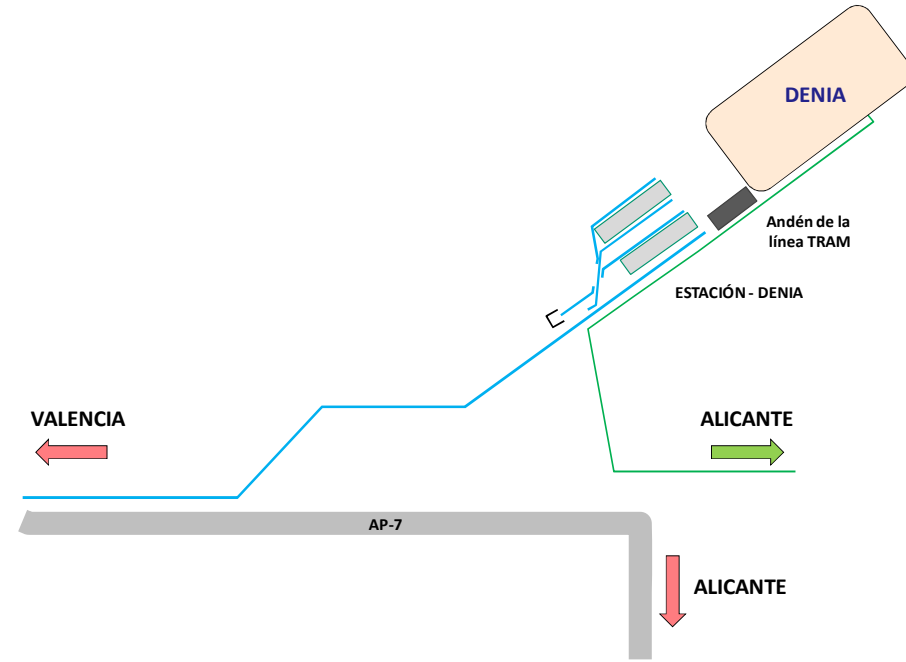 DENIA
Andén de la
línea TRAM
ESTACIÓN - DENIA
VALENCIA
ALICANTE
AP-7
ALICANTE